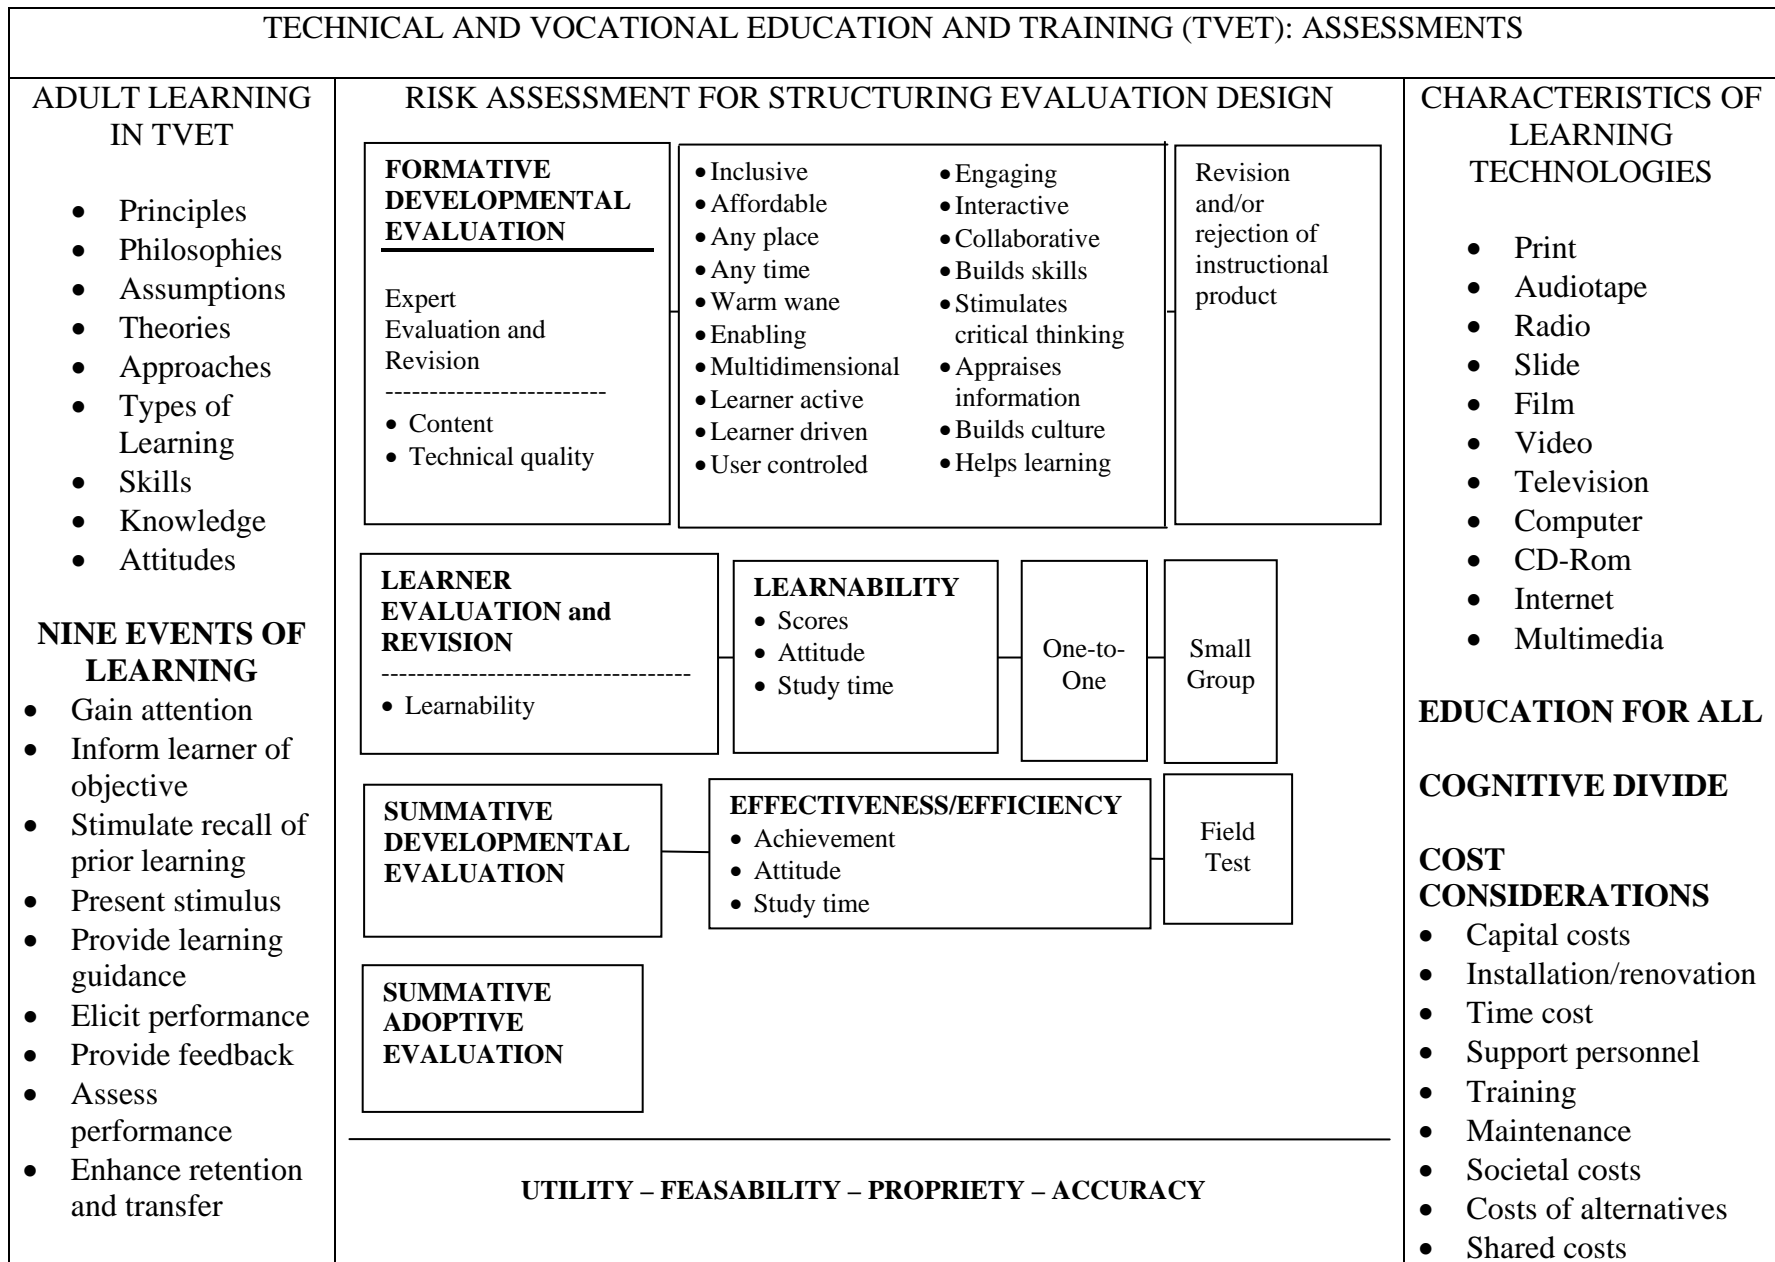 TECHNICAL AND VOCATIONAL EDUCATION AND TRAINING (TVET): ASSESSMENTS
ADULT LEARNING
IN TVET
• Principles
• Philosophies
• Assumptions
• Theories
• Approaches
• Types of
Learning
• Skills
• Knowledge
• Attitudes
NINE EVENTS OF
LEARNING
• Gain attention
• Inform learner of
objective
• Stimulate recall of
prior learning
• Present stimulus
• Provide learning
guidance
• Elicit performance
• Provide feedback
• Assess
performance
• Enhance retention
and transfer
RISK ASSESSMENT FOR STRUCTURING EVALUATION DESIGN
FORMATIVE
DEVELOPMENTAL
EVALUATION
Expert
Evaluation and
Revision
-------------------------
• Content
• Technical quality
• Inclusive
• Affordable
• Any place
• Any time
• Warm wane
• Enabling
• Multidimensional
• Learner active
• Learner driven
• User controled
• Engaging
• Interactive
• Collaborative
• Builds skills
• Stimulates
critical thinking
• Appraises
information
• Builds culture
• Helps learning
Revision
and/or
rejection of
instructional
product
LEARNER
EVALUATION and
REVISION
-----------------------------------
• Learnability
LEARNABILITY
• Scores
• Attitude
• Study time
One-to-
One
Small
Group
SUMMATIVE
DEVELOPMENTAL
EVALUATION
EFFECTIVENESS/EFFICIENCY
• Achievement
• Attitude
• Study time
Field
Test
SUMMATIVE
ADOPTIVE
EVALUATION
UTILITY – FEASABILITY – PROPRIETY – ACCURACY
CHARACTERISTICS OF
LEARNING
TECHNOLOGIES
• Print
• Audiotape
• Radio
• Slide
• Film
• Video
• Television
• Computer
• CD-Rom
• Internet
• Multimedia
EDUCATION FOR ALL
COGNITIVE DIVIDE
COST
CONSIDERATIONS
• Capital costs
• Installation/renovation
• Time cost
• Support personnel
• Training
• Maintenance
• Societal costs
• Costs of alternatives
• Shared costs